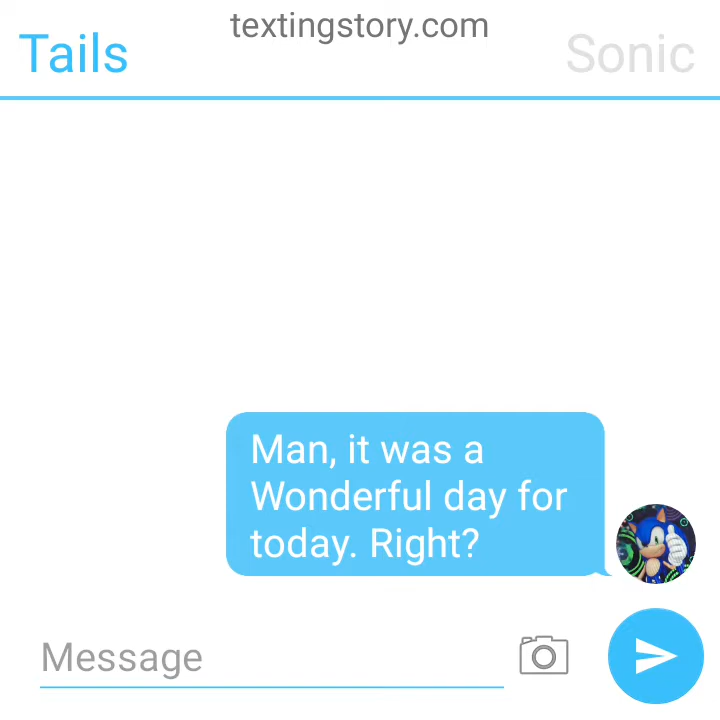 textingstory.com
Tails
Sonic
Man, it was a
Wonderful day for
today. Right?
Message